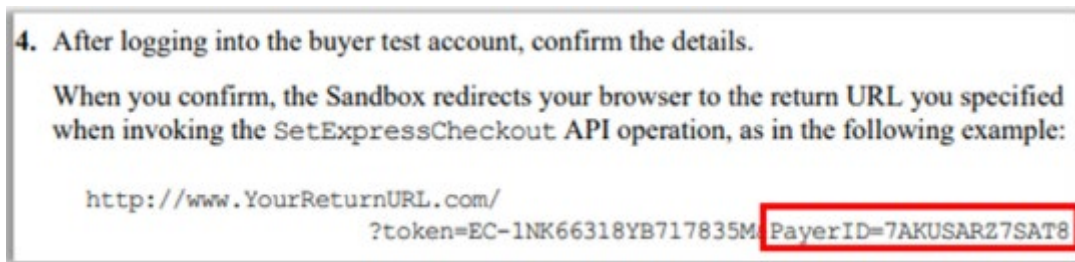 4. After logging into the buyer test account, confirm the details.
When you confirm, the Sandbox redirects your browser to the return URL you specified
when invoking the SetExpressCheckout API operation, as in the following example:
http://www.YourReturnURL.com/
?token=EC-1NK66318YB717835M&PayerID=7AKUSARZ7SAT8